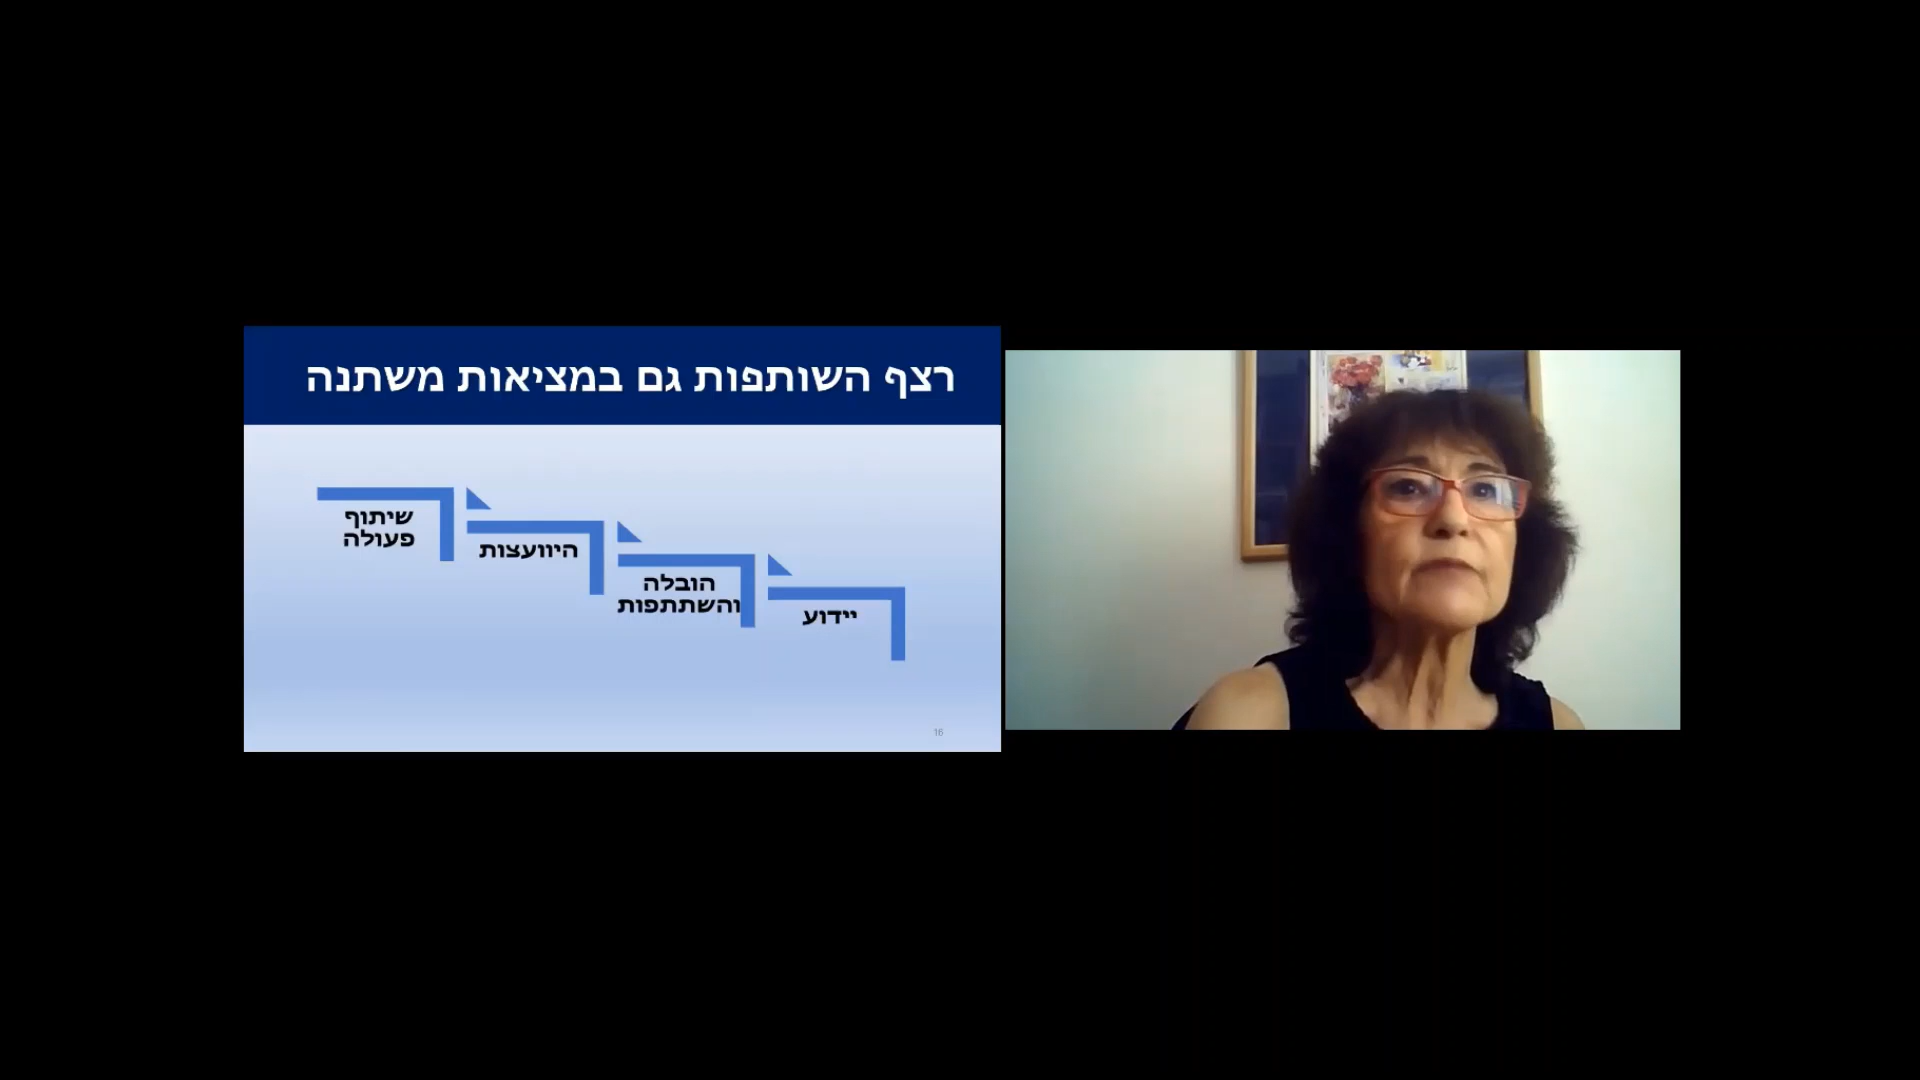 רצף השותפות גם במציאות משתנה
שיתוף
פעולה
היוועצות
הובלה
והשתתפות
יידוע
16